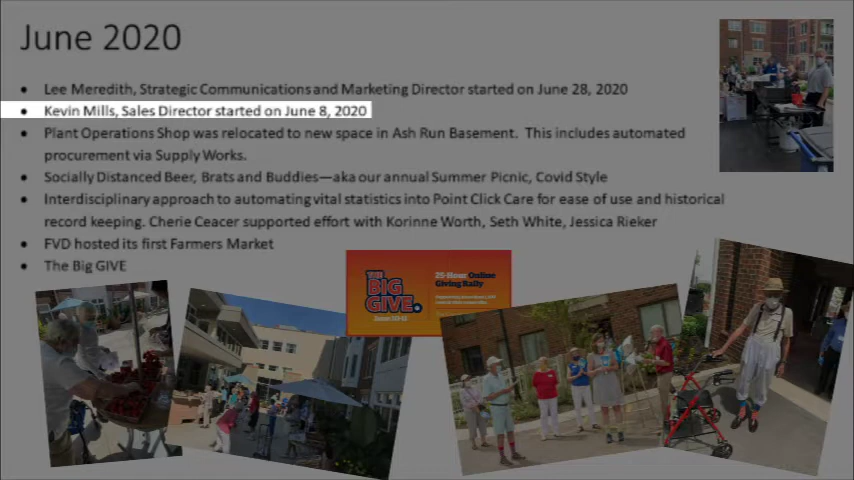 June 2020
• Lee Meredith, Strategic Communications and Marketing Director started on June 28, 2020
• Kevin Mills, Sales Director started on June 8, 2020
• Plant Operations Shop was relocated to new space in Ash Run Basement. This includes automated
procurement via Supply Works.
• Socially Distanced Beer, Brats and Buddies—aka our annual Summer Picnic, Covid Style
• Interdisciplinary approach to automating vital statistics into Point Click Care for ease of use and historical
record keeping. Cherie Ceacer supported effort with Korinne Worth, Seth White, Jessica Rieker
• FVD hosted its first Farmers Market
• The Big GIVE
THE
BIG
GIVE.
25-Hour Online
Giving Rally